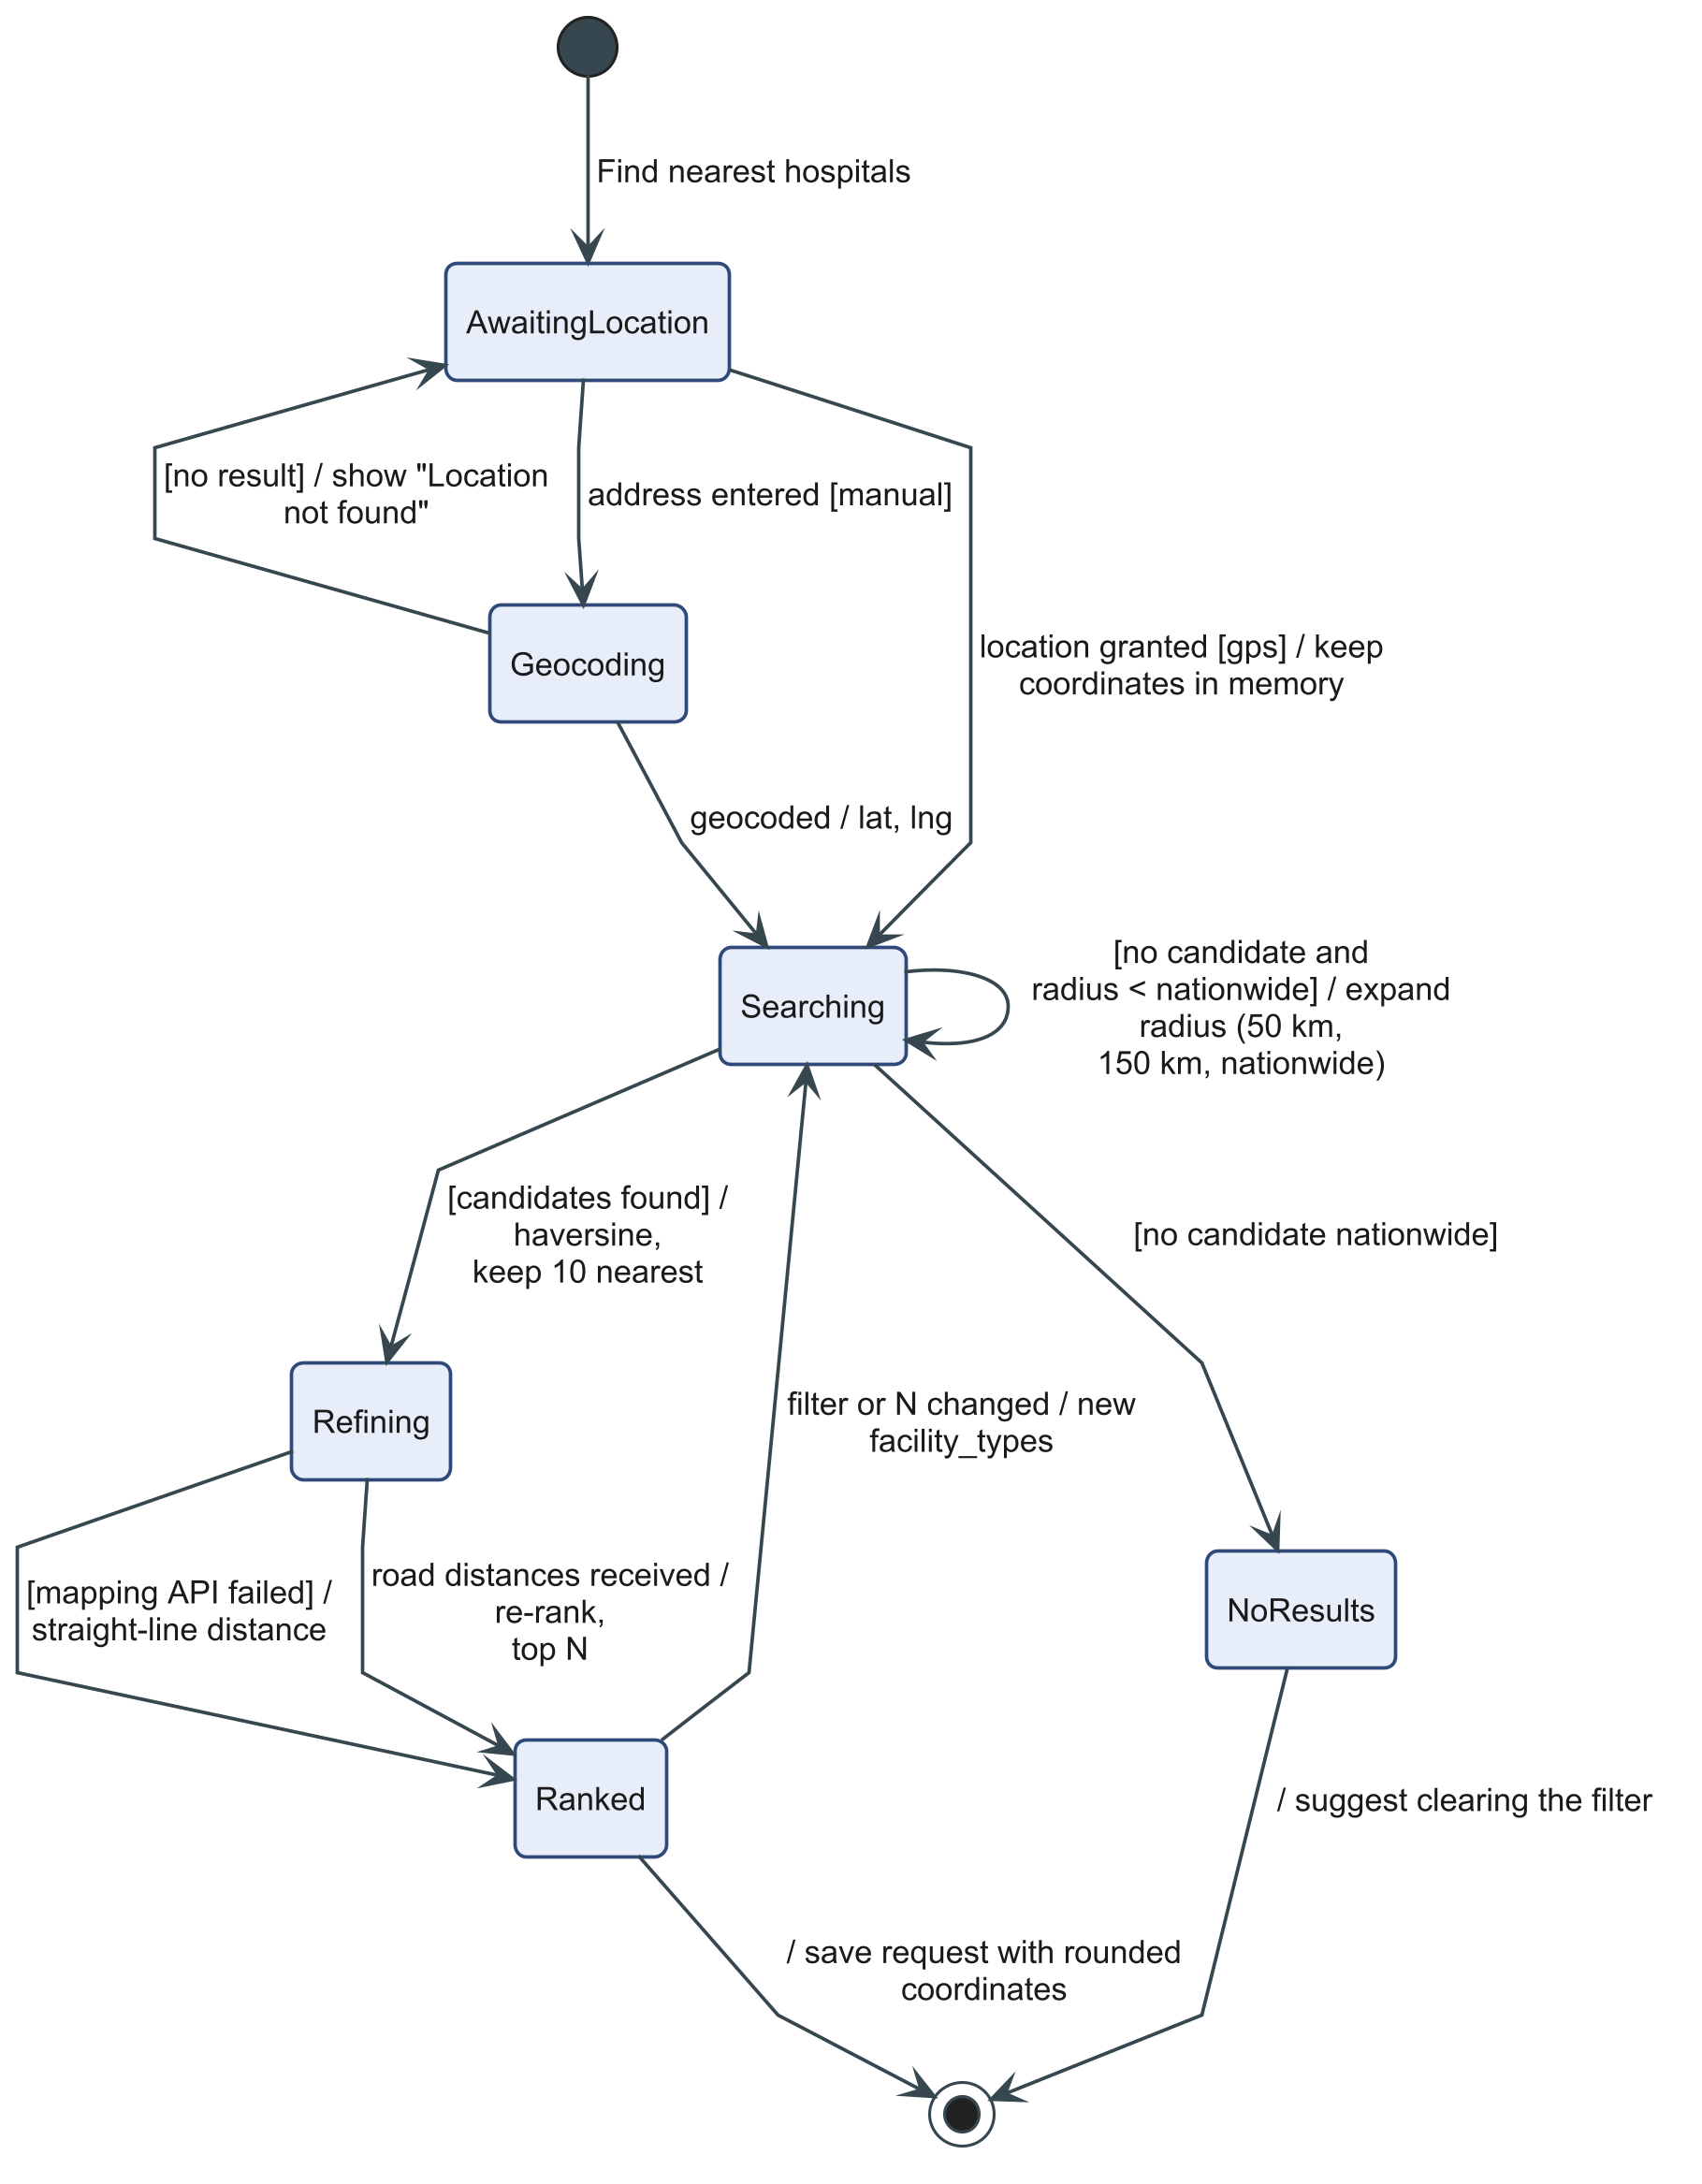 Find nearest hospitals
AwaitingLocation
[no result] / show "Location
not found"
address entered [manual]
location granted [gps] / keep
coordinates in memory
Geocoding
geocoded / lat, lng
Searching
[no candidate and
radius < nationwide] / expand
radius (50 km,
150 km, nationwide)
[candidates found] /
haversine,
keep 10 nearest
[no candidate nationwide]
Refining
filter or N changed / new
facility_types
[mapping API failed] /
straight-line distance
road distances received /
re-rank,
top N
NoResults
Ranked
/ suggest clearing the filter
/ save request with rounded
coordinates